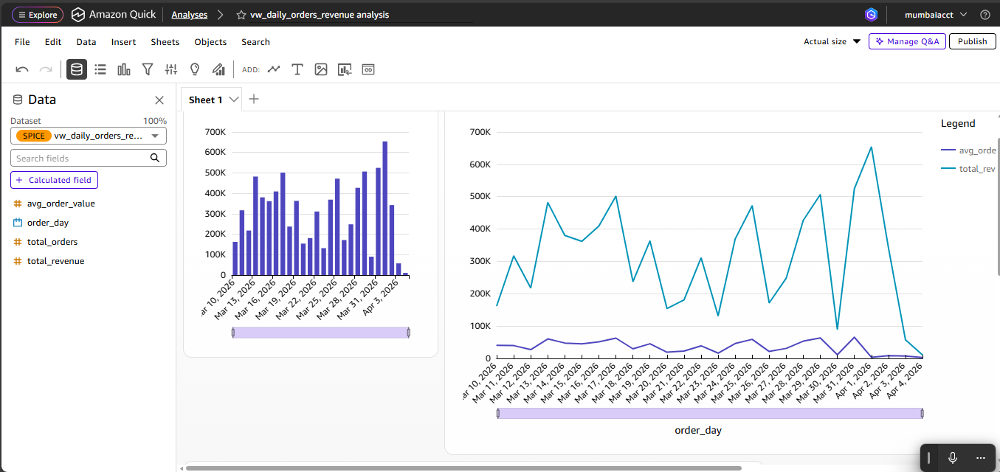 Explore Amazon Quick Analyses vw_daily_orders_revenue analysis mumbaiacct
File Edit Data Insert Sheets Objects Search Actual size Manage Q&A Publish
ADD:
Data
Dataset 100%
SPICE vw_daily_orders_re...
Search fields
+ Calculated field
avg_order_value
order_day
total_orders
total_revenue
Sheet 1
700K
600K
500K
400K
300K
200K
100K
0
ar 10, 2026
Mar 13, 2026
Mar 16, 2026
Mar 19, 2026
Mar 22, 2026
Mar 25, 2026
Mar 28, 2026
Mar 31, 2026
Apr 3, 2026
700K
600K
500K
400K
300K
200K
100K
0
ar 10, 2026
Mar 11, 2026
Mar 12, 2026
Mar 13, 2026
Mar 14, 2026
Mar 15, 2026
Mar 16, 2026
Mar 17, 2026
Mar 18, 2026
Mar 19, 2026
Mar 20, 2026
Mar 21, 2026
Mar 22, 2026
Mar 23, 2026
Mar 24, 2026
Mar 25, 2026
Mar 26, 2026
Mar 27, 2026
Mar 28, 2026
Mar 29, 2026
Mar 30, 2026
Mar 31, 2026
Apr 1, 2026
Apr 2, 2026
Apr 3, 2026
Apr 4, 2026
order_day
Legend
avg_orde
total_rev